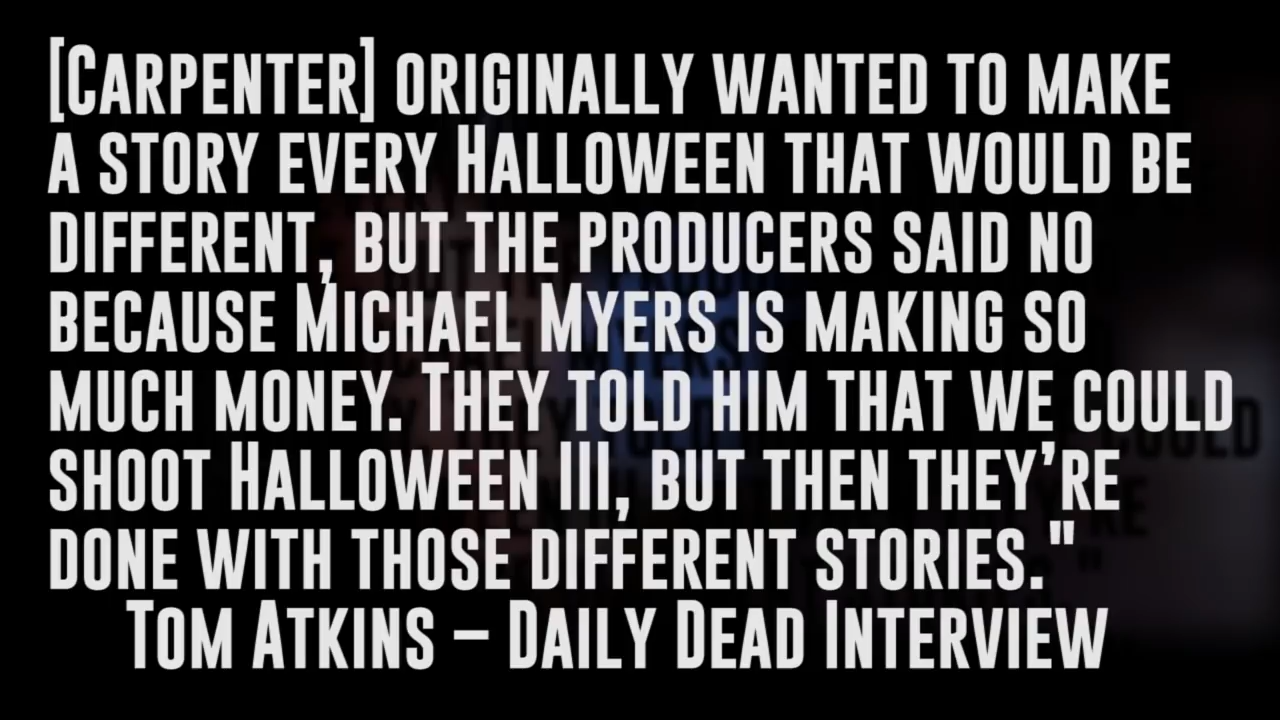 [Carpenter] originally wanted to make
a story every Halloween that would be
different, but the producers said no
because Michael Myers is making so
much money. They told him that we could
shoot Halloween III, but then they’re
done with those different stories."
Tom Atkins – Daily Dead Interview